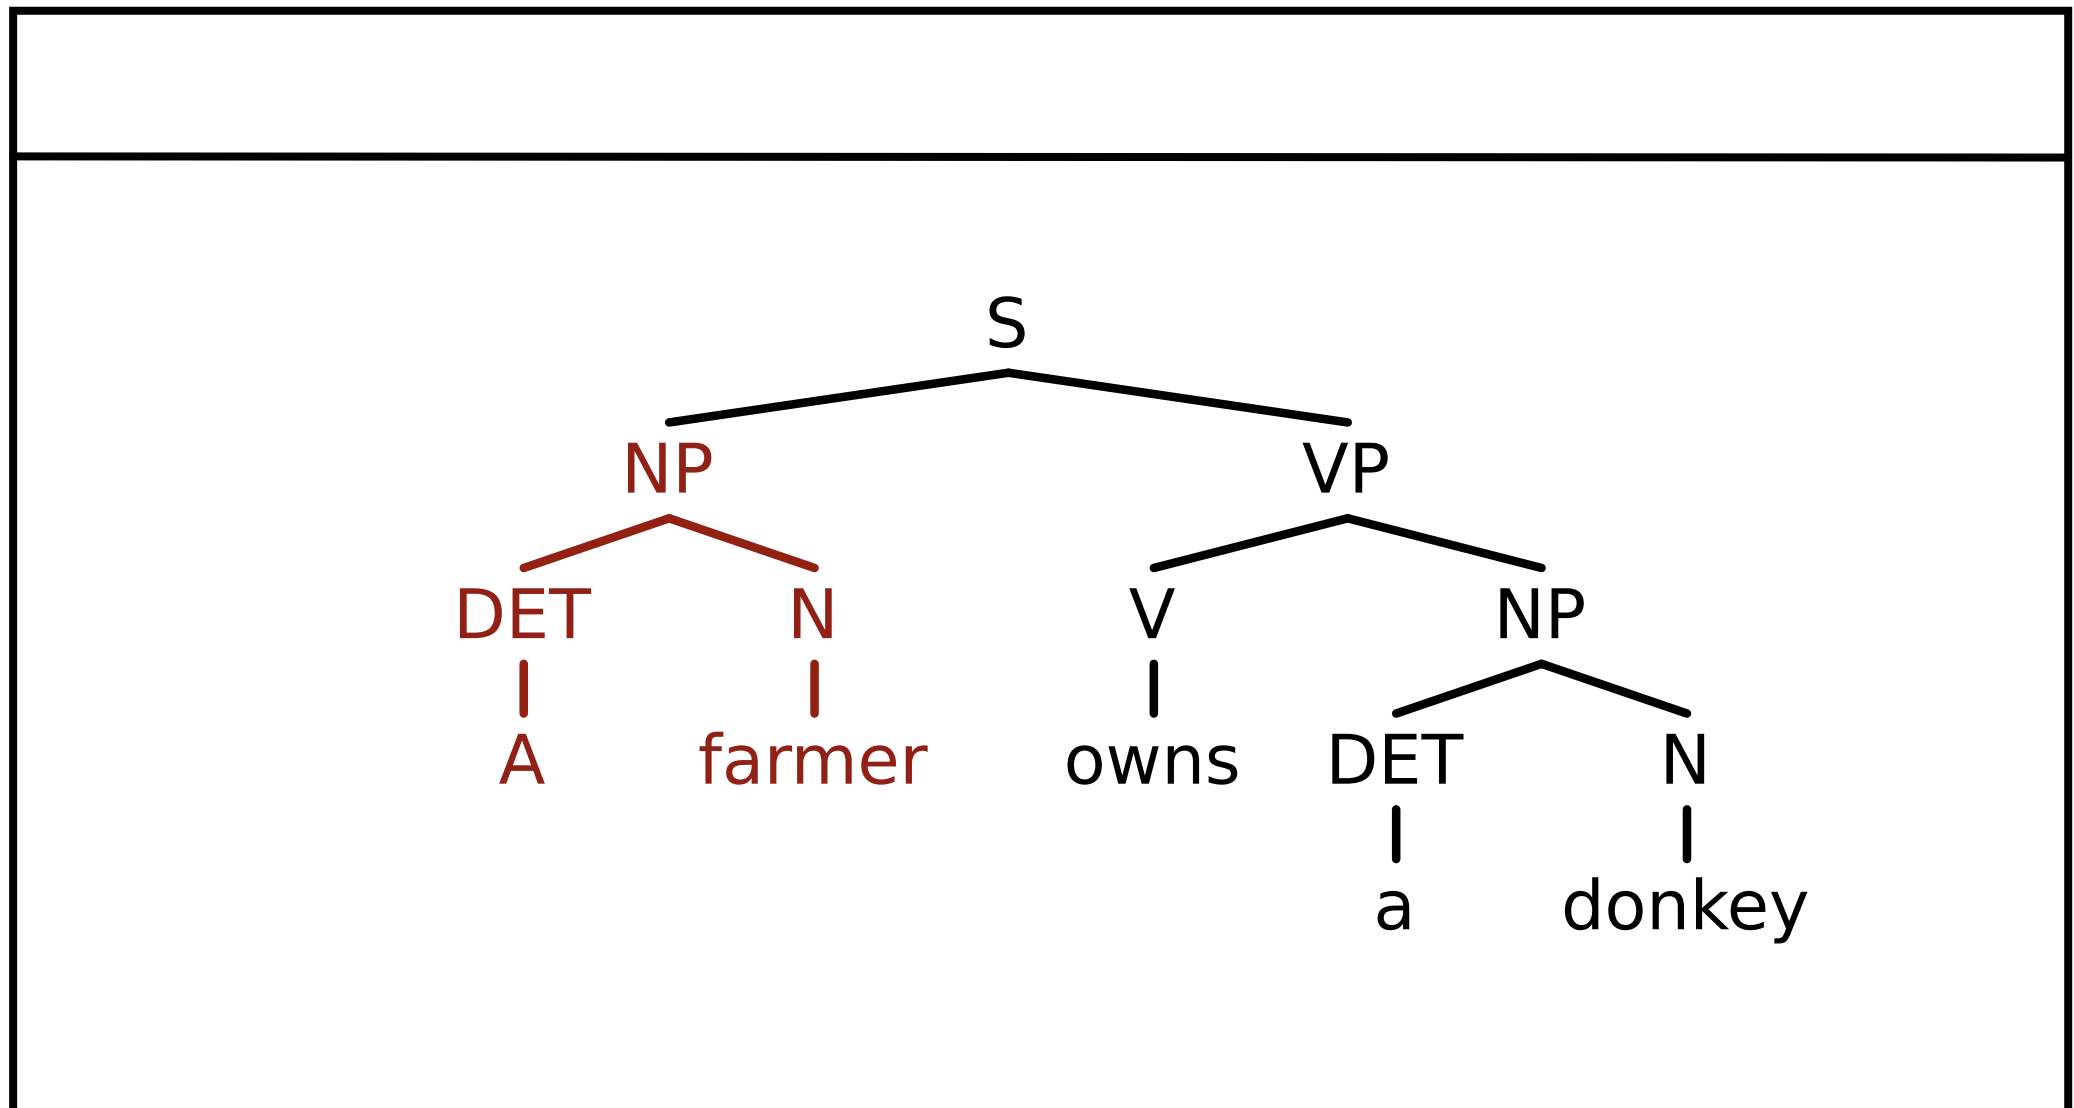 S
NP VP
DET N V NP
A farmer owns DET N
a donkey